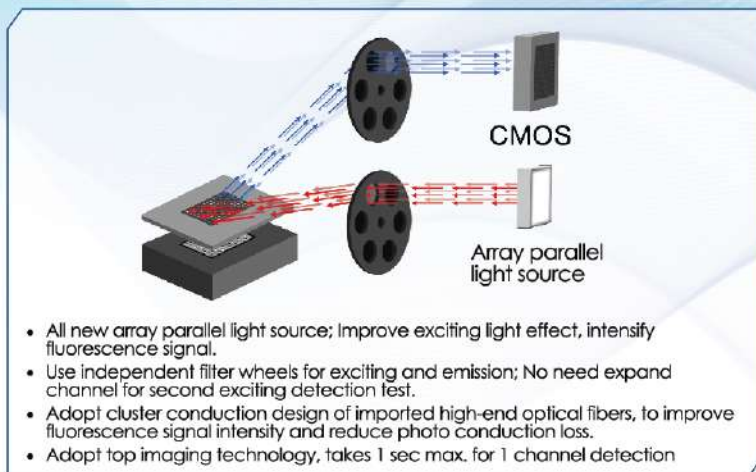 CMOS
Array parallel
light source
• All new array parallel light source; Improve exciting light effect, intensify
fluorescence signal.
• Use independent filter wheels for exciting and emission; No need expand
channel for second exciting detection test.
• Adopt cluster conduction design of imported high-end optical fibers, to improve
fluorescence signal intensity and reduce photo conduction loss.
• Adopt top imaging technology, takes 1 sec max. for 1 channel detection